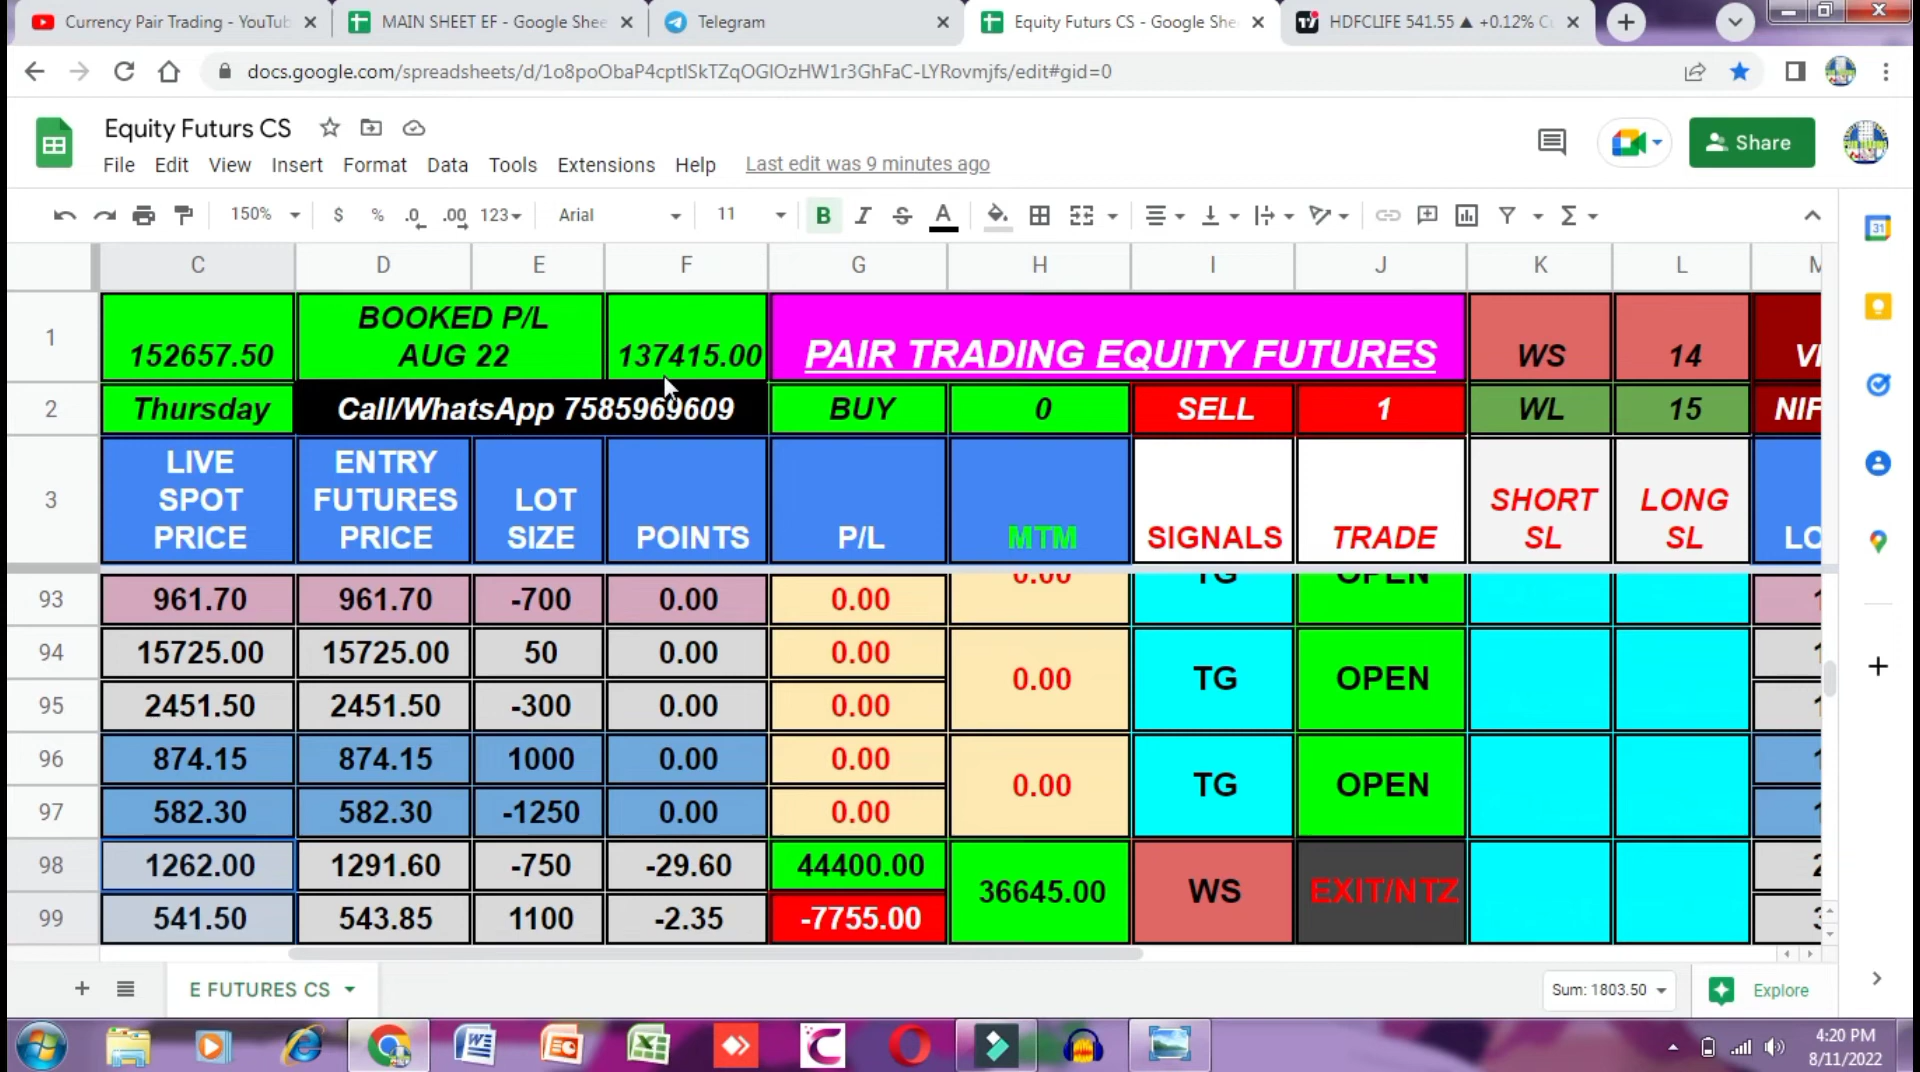 Currency Pair Trading - YouTub
MAIN SHEET EF - Google Shee
Telegram
Equity Futurs CS - Google She
HDFCLIFE 541.55 ▲ +0.12%
docs.google.com/spreadsheets/d/1o8poObaP4cptlSkTZqOGlOzHW1r3GhFaC-LYRovmjfs/edit#gid=0
Equity Futurs CS
Share
File Edit View Insert Format Data Tools Extensions Help Last edit was 9 minutes ago
150% $ % .0 .00 123 Arial 11 B I S A Σ
31
C D E F G H I J K L M
1 152657.50 BOOKED P/L AUG 22 137415.00 PAIR TRADING EQUITY FUTURES WS 14 VI
2 Thursday Call/WhatsApp 7585969609 BUY 0 SELL 1 WL 15 NIF
3 LIVE SPOT PRICE ENTRY FUTURES PRICE LOT SIZE POINTS P/L MTM SIGNALS TRADE SHORT SL LONG SL LO
93 961.70 961.70 -700 0.00 0.00 0.00 TG OPEN
94 15725.00 15725.00 50 0.00 0.00 0.00 TG OPEN
95 2451.50 2451.50 -300 0.00 0.00
96 874.15 874.15 1000 0.00 0.00 0.00 TG OPEN
97 582.30 582.30 -1250 0.00 0.00
98 1262.00 1291.60 -750 -29.60 44400.00 36645.00 WS EXIT/NTZ
99 541.50 543.85 1100 -2.35 -7755.00
E FUTURES CS
Sum: 1803.50
Explore
4:20 PM
8/11/2022